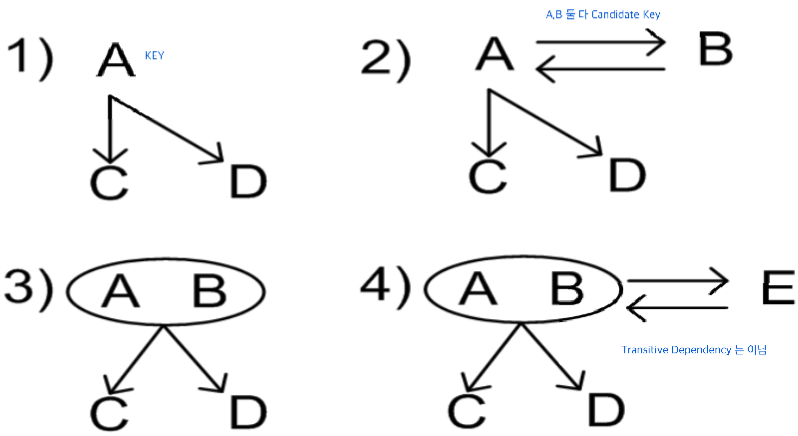 1) A KEY
C D
A,B 둘 다 Candidate Key
2) A B
C D
3) A B
C D
4) A B E
Transitive Dependency 는 아님
C D